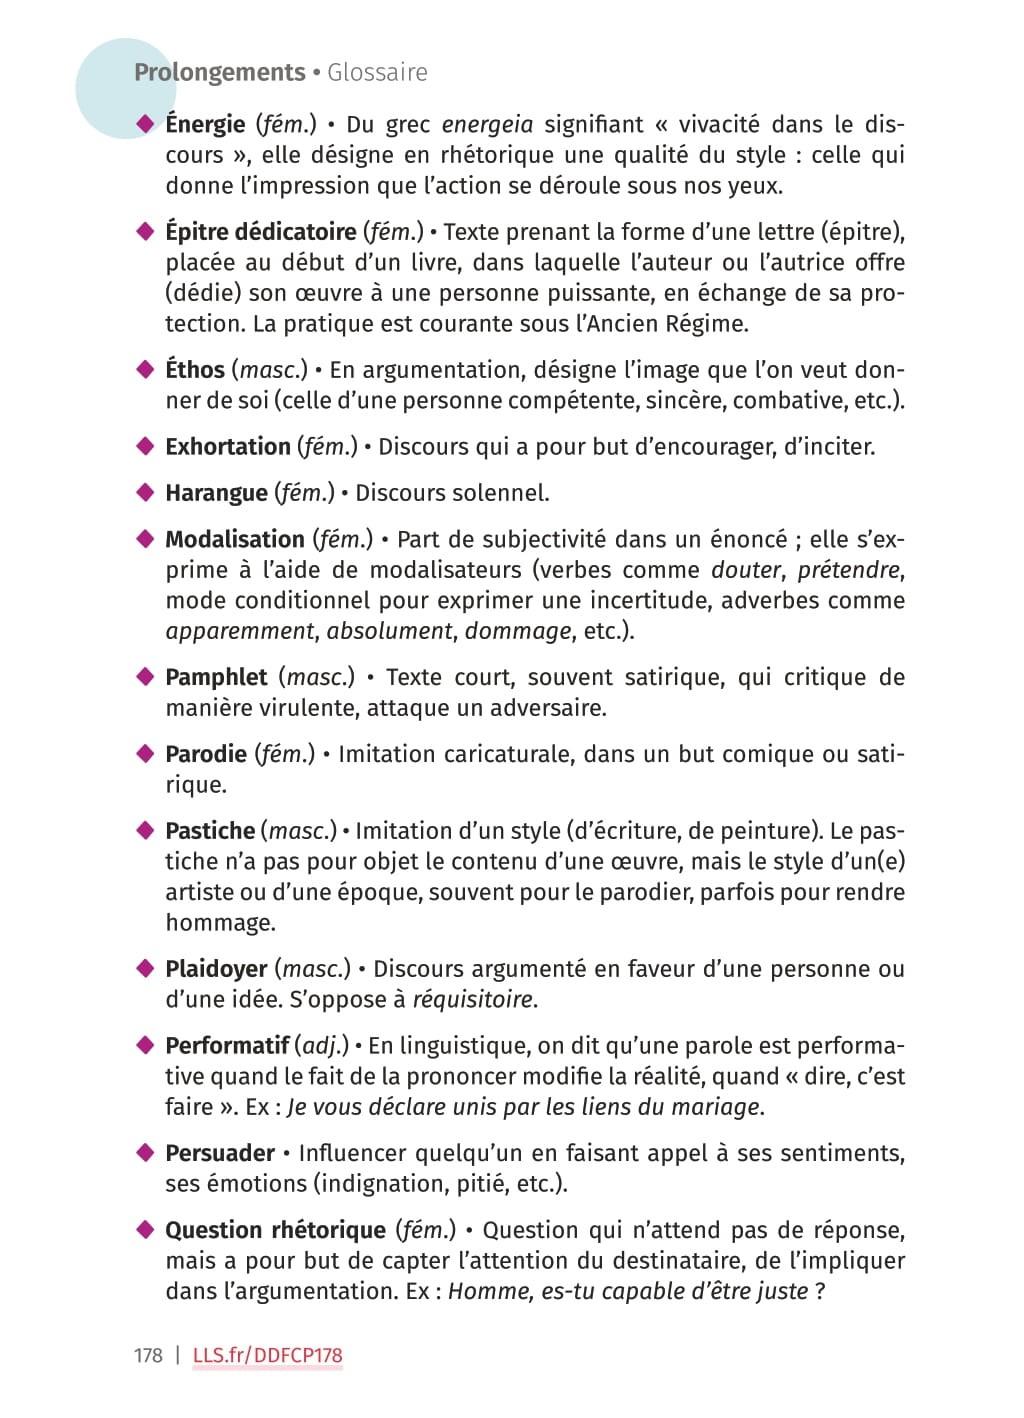 Prolongements • Glossaire
◆ Énergie (fém.) • Du grec energeia signifiant « vivacité dans le dis-
cours », elle désigne en rhétorique une qualité du style : celle qui
donne l’impression que l’action se déroule sous nos yeux.
◆ Épitre dédicatoire (fém.) • Texte prenant la forme d’une lettre (épitre),
placée au début d’un livre, dans laquelle l’auteur ou l’autrice offre
(dédie) son œuvre à une personne puissante, en échange de sa pro-
tection. La pratique est courante sous l’Ancien Régime.
◆ Éthos (masc.) • En argumentation, désigne l’image que l’on veut don-
ner de soi (celle d’une personne compétente, sincère, combative, etc.).
◆ Exhortation (fém.) • Discours qui a pour but d’encourager, d’inciter.
◆ Harangue (fém.) • Discours solennel.
◆ Modalisation (fém.) • Part de subjectivité dans un énoncé ; elle s’ex-
prime à l’aide de modalisateurs (verbes comme douter, prétendre,
mode conditionnel pour exprimer une incertitude, adverbes comme
apparemment, absolument, dommage, etc.).
◆ Pamphlet (masc.) • Texte court, souvent satirique, qui critique de
manière virulente, attaque un adversaire.
◆ Parodie (fém.) • Imitation caricaturale, dans un but comique ou sati-
rique.
◆ Pastiche (masc.) • Imitation d’un style (d’écriture, de peinture). Le pas-
tiche n’a pas pour objet le contenu d’une œuvre, mais le style d’un(e)
artiste ou d’une époque, souvent pour le parodier, parfois pour rendre
hommage.
◆ Plaidoyer (masc.) • Discours argumenté en faveur d’une personne ou
d’une idée. S’oppose à réquisitoire.
◆ Performatif (adj.) • En linguistique, on dit qu’une parole est performa-
tive quand le fait de la prononcer modifie la réalité, quand « dire, c’est
faire ». Ex : Je vous déclare unis par les liens du mariage.
◆ Persuader • Influencer quelqu’un en faisant appel à ses sentiments,
ses émotions (indignation, pitié, etc.).
◆ Question rhétorique (fém.) • Question qui n’attend pas de réponse,
mais a pour but de capter l’attention du destinataire, de l’impliquer
dans l’argumentation. Ex : Homme, es-tu capable d’être juste ?
178 | LLS.fr/DDFCP178